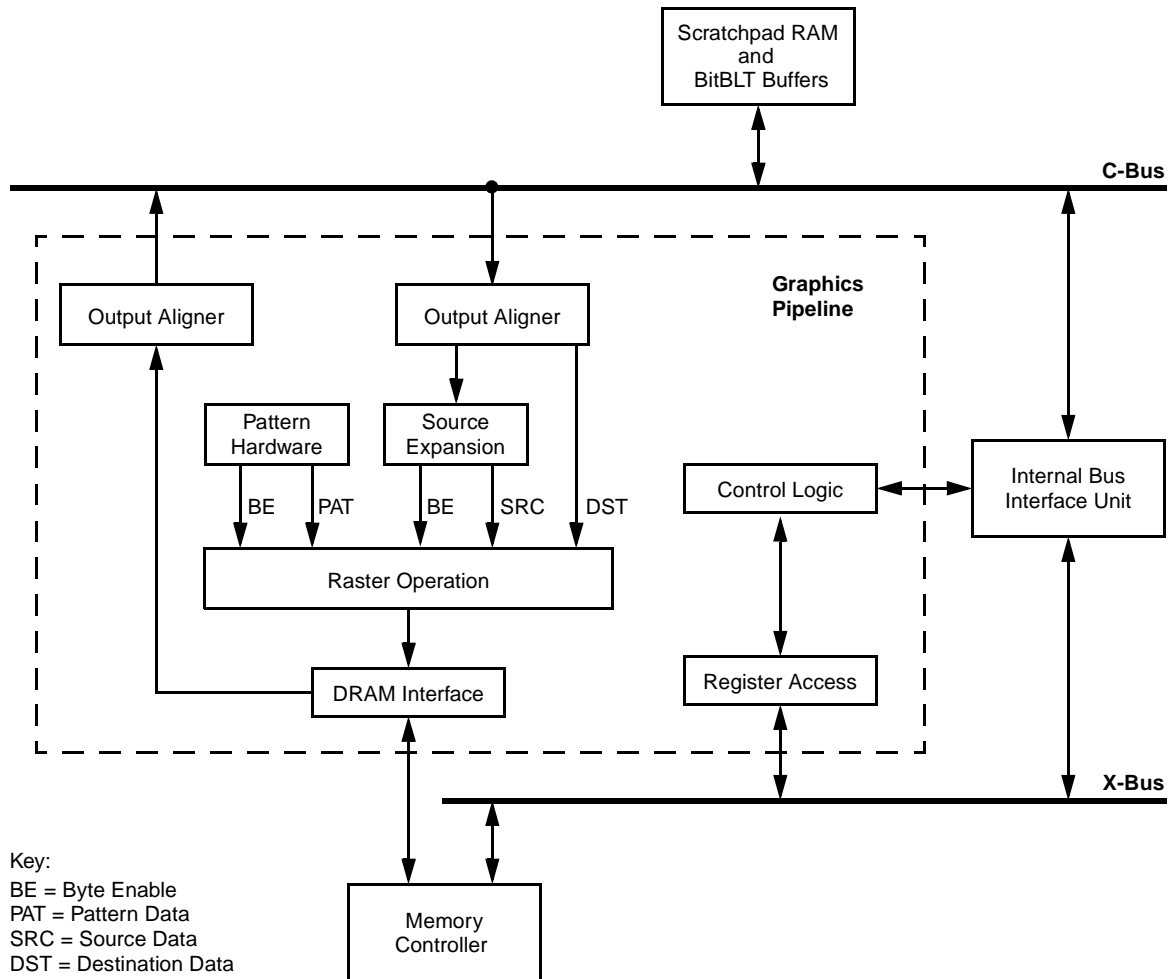 Scratchpad RAM
and
BitBLT Buffers
C-Bus
Graphics
Pipeline
Output Aligner
Output Aligner
Pattern
Hardware
Source
Expansion
Control Logic
Internal Bus
Interface Unit
BE
PAT
BE
SRC
DST
Raster Operation
Register Access
DRAM Interface
X-Bus
Key:
BE = Byte Enable
PAT = Pattern Data
SRC = Source Data
DST = Destination Data
Memory
Controller